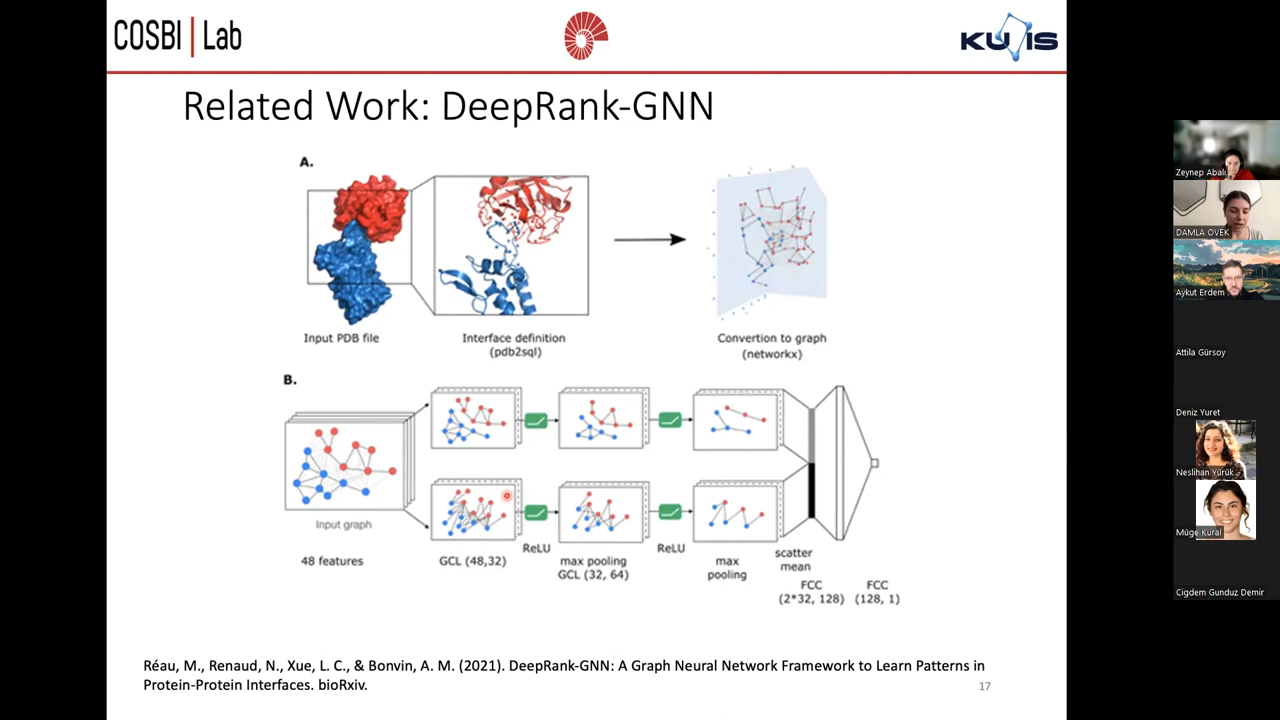 COSBI | Lab
KUIS
Related Work: DeepRank-GNN
A.
Input PDB file
Interface definition
(pdb2sql)
Convertion to graph
(networkx)
B.
Input graph
48 features
GCL (48,32)
ReLU
max pooling
GCL (32, 64)
ReLU
max
pooling
scatter
mean
FCC
(2*32, 128)
FCC
(128, 1)
Réau, M., Renaud, N., Xue, L. C., & Bonvin, A. M. (2021). DeepRank-GNN: A Graph Neural Network Framework to Learn Patterns in
Protein-Protein Interfaces. bioRxiv.
17
Zeynep Abalı
DAMLA OVEK
Aykut Erdem
Attila Gürsoy
Deniz Yuret
Neslihan Yürük
Müge Kural
Cigdem Gunduz Demir